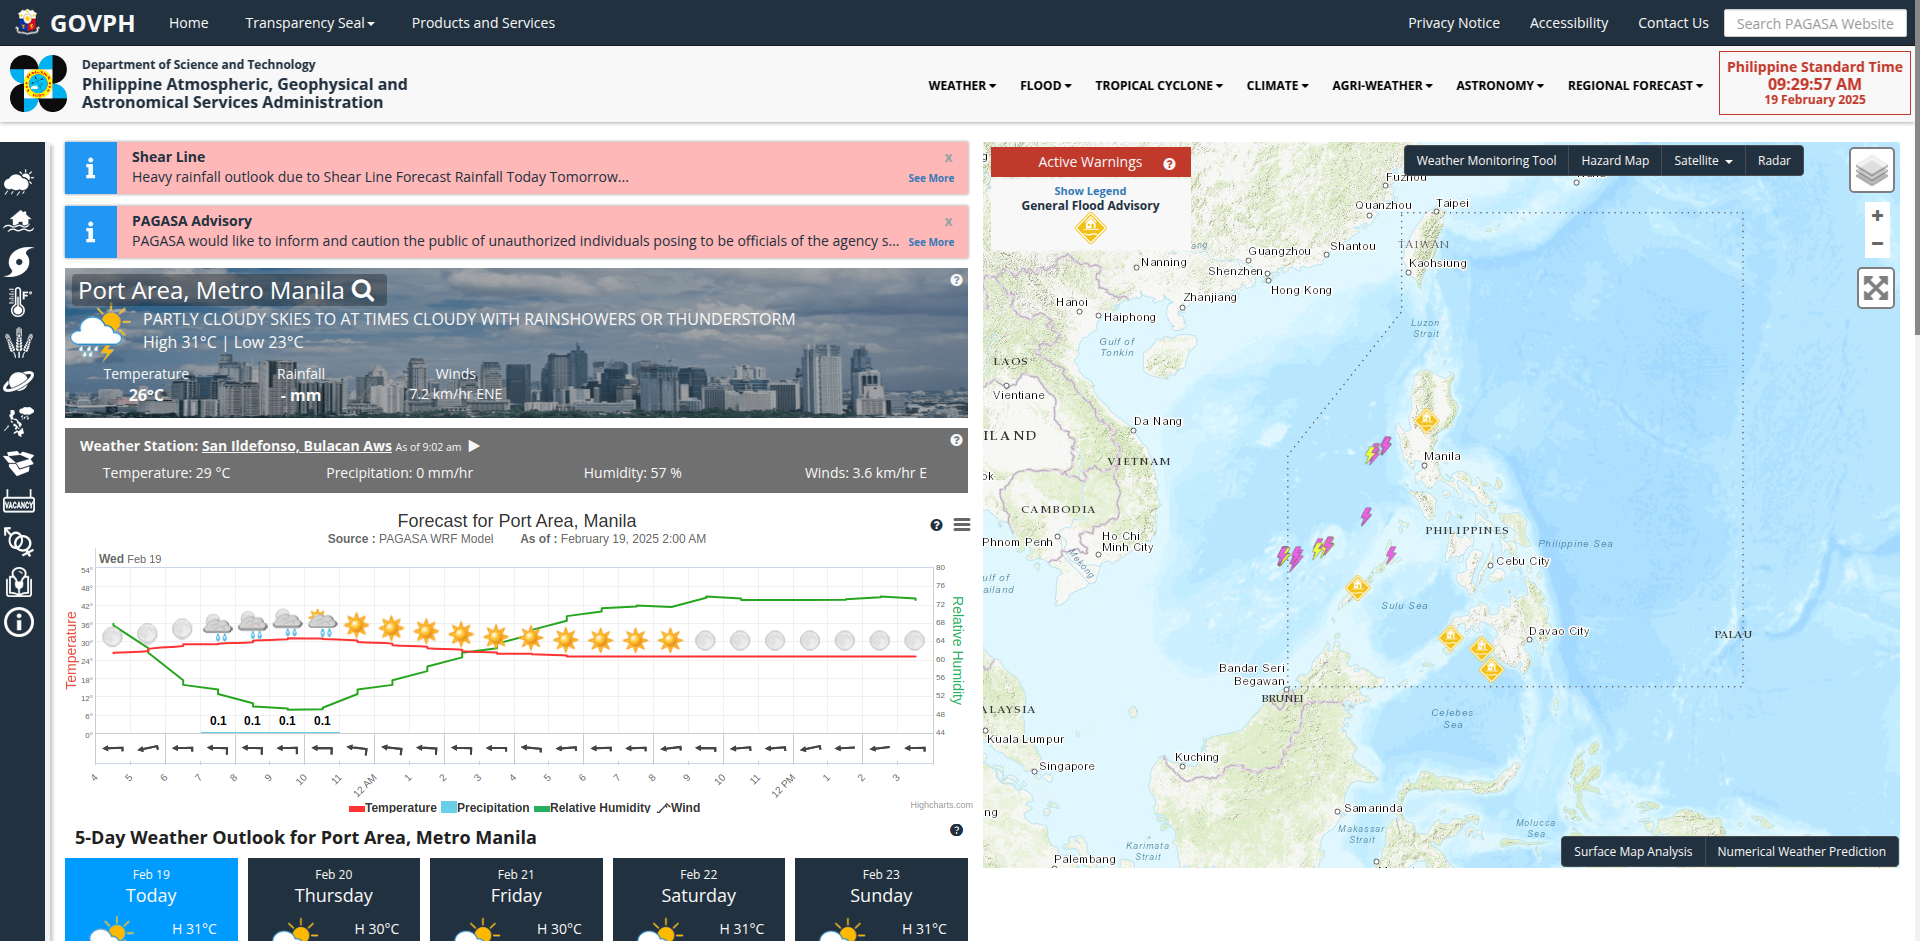 GOVPH
Home
Transparency Seal
Products and Services
Privacy Notice
Accessibility
Contact Us
Search PAGASA Website
Department of Science and Technology
Philippine Atmospheric, Geophysical and
Astronomical Services Administration
WEATHER
FLOOD
TROPICAL CYCLONE
CLIMATE
AGRI-WEATHER
ASTRONOMY
REGIONAL FORECAST
Philippine Standard Time
09:29:57 AM
19 February 2025
Shear Line
x
Heavy rainfall outlook due to Shear Line Forecast Rainfall Today Tomorrow...
See More
PAGASA Advisory
x
PAGASA would like to inform and caution the public of unauthorized individuals posing to be officials of the agency s...
See More
Port Area, Metro Manila
PARTLY CLOUDY SKIES TO AT TIMES CLOUDY WITH RAINSHOWERS OR THUNDERSTORM
High 31°C | Low 23°C
Temperature
Rainfall
Winds
26°C
- mm
7.2 km/hr ENE
Weather Station: San Ildefonso, Bulacan Aws As of 9:02 am
Temperature: 29 °C
Precipitation: 0 mm/hr
Humidity: 57 %
Winds: 3.6 km/hr E
Forecast for Port Area, Manila
Source : PAGASA WRF Model
As of : February 19, 2025 2:00 AM
Wed Feb 19
54°
48°
42°
36°
30°
24°
18°
12°
6°
0°
Temperature
80
76
72
68
64
60
56
52
48
44
Relative Humidity
0.1
0.1
0.1
0.1
4
5
6
7
8
9
10
11
12 AM
1
2
3
4
5
6
7
8
9
10
11
12 PM
1
2
3
Temperature
Precipitation
Relative Humidity
Wind
Highcharts.com
5-Day Weather Outlook for Port Area, Metro Manila
Feb 19
Today
H 31°C
Feb 20
Thursday
H 30°C
Feb 21
Friday
H 30°C
Feb 22
Saturday
H 31°C
Feb 23
Sunday
H 31°C
VACANCY
Active Warnings
Show Legend
General Flood Advisory
Weather Monitoring Tool
Hazard Map
Satellite
Radar
+
−
Fuzhou
Quanzhou
Taipei
TAIWAN
Kaohsiung
Guangzhou
Shantou
Nanning
Shenzhen
Hong Kong
Zhanjiang
Hanoi
Haiphong
Gulf of
Tonkin
Luzon
Strait
LAOS
Vientiane
Da Nang
ILAND
VIETNAM
Manila
ok
CAMBODIA
PHILIPPINES
Phnom Penh
Ho Chi
Minh City
Mekong
Philippine Sea
Cebu City
ulf of
ailand
Sulu Sea
Davao City
PALAU
Bandar Seri
Begawan
BRUNEI
ALAYSIA
Celebes
Sea
Kuala Lumpur
Kuching
Singapore
Samarinda
ng
Makassar
Strait
Molucca
Sea
Karimata
Strait
Palembang
Surface Map Analysis
Numerical Weather Prediction